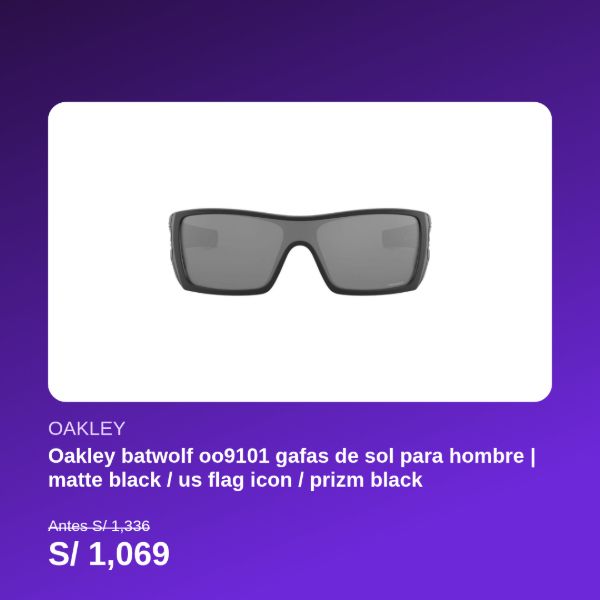 OAKLEY
Oakley batwolf oo9101 gafas de sol para hombre |
matte black / us flag icon / prizm black
Antes S/ 1,336
S/ 1,069